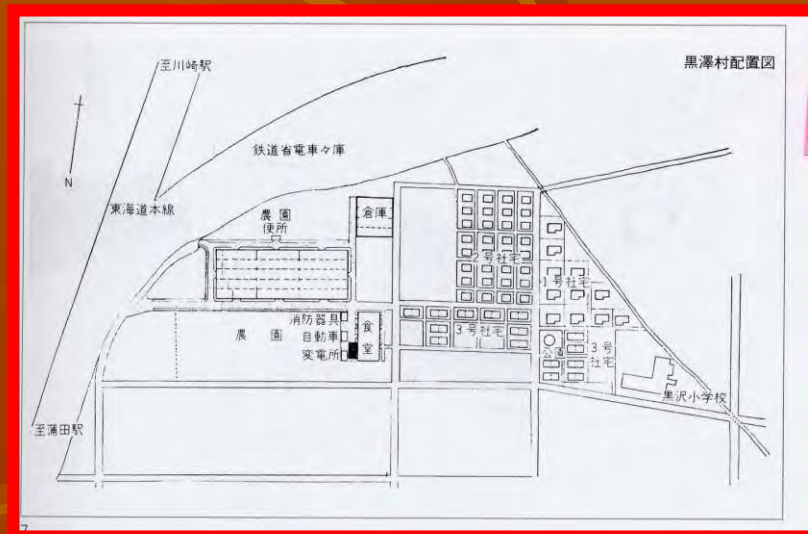 黒澤村配置図
至川崎駅
鉄道省電車々庫
N
東海道本線
農園
便所
倉庫
2号社宅
1号社宅
消防器具
農園
自動車
変電所
食堂
3号社宅
公園
3号
社宅
黒沢小学校
至蒲田駅
7